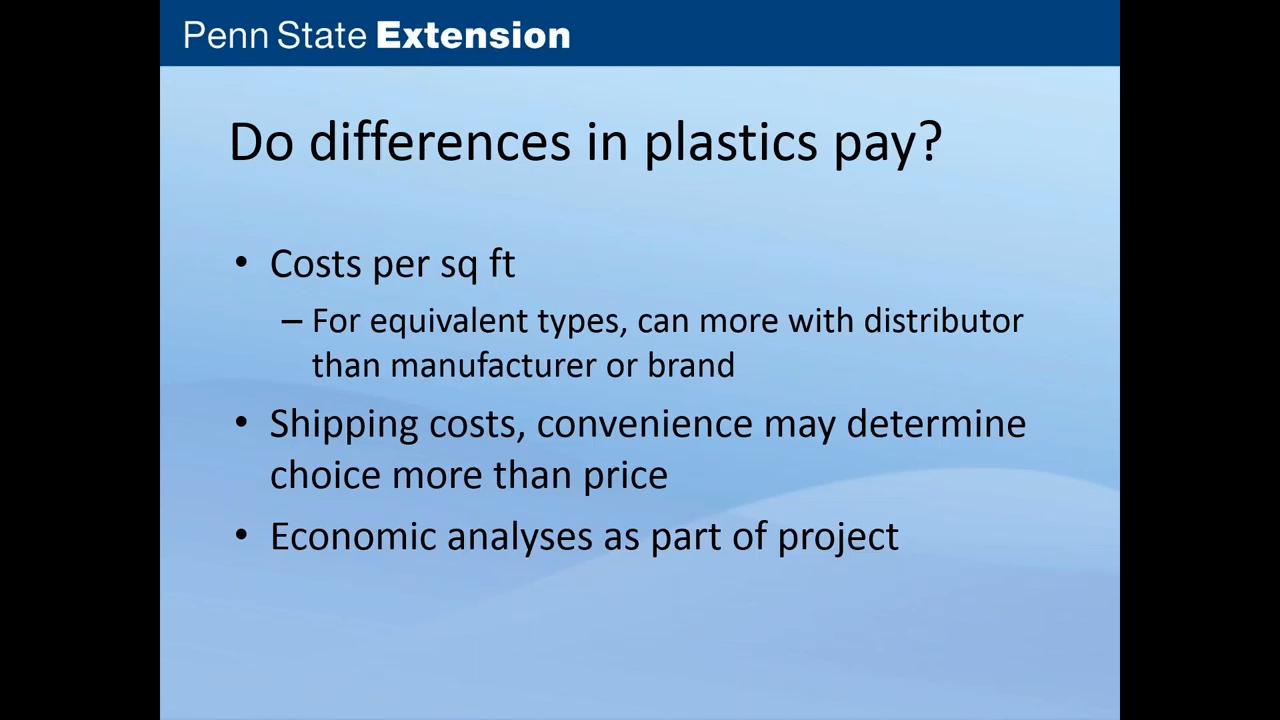 Penn State Extension
Do differences in plastics pay?
• Costs per sq ft
– For equivalent types, can more with distributor
than manufacturer or brand
• Shipping costs, convenience may determine
choice more than price
• Economic analyses as part of project